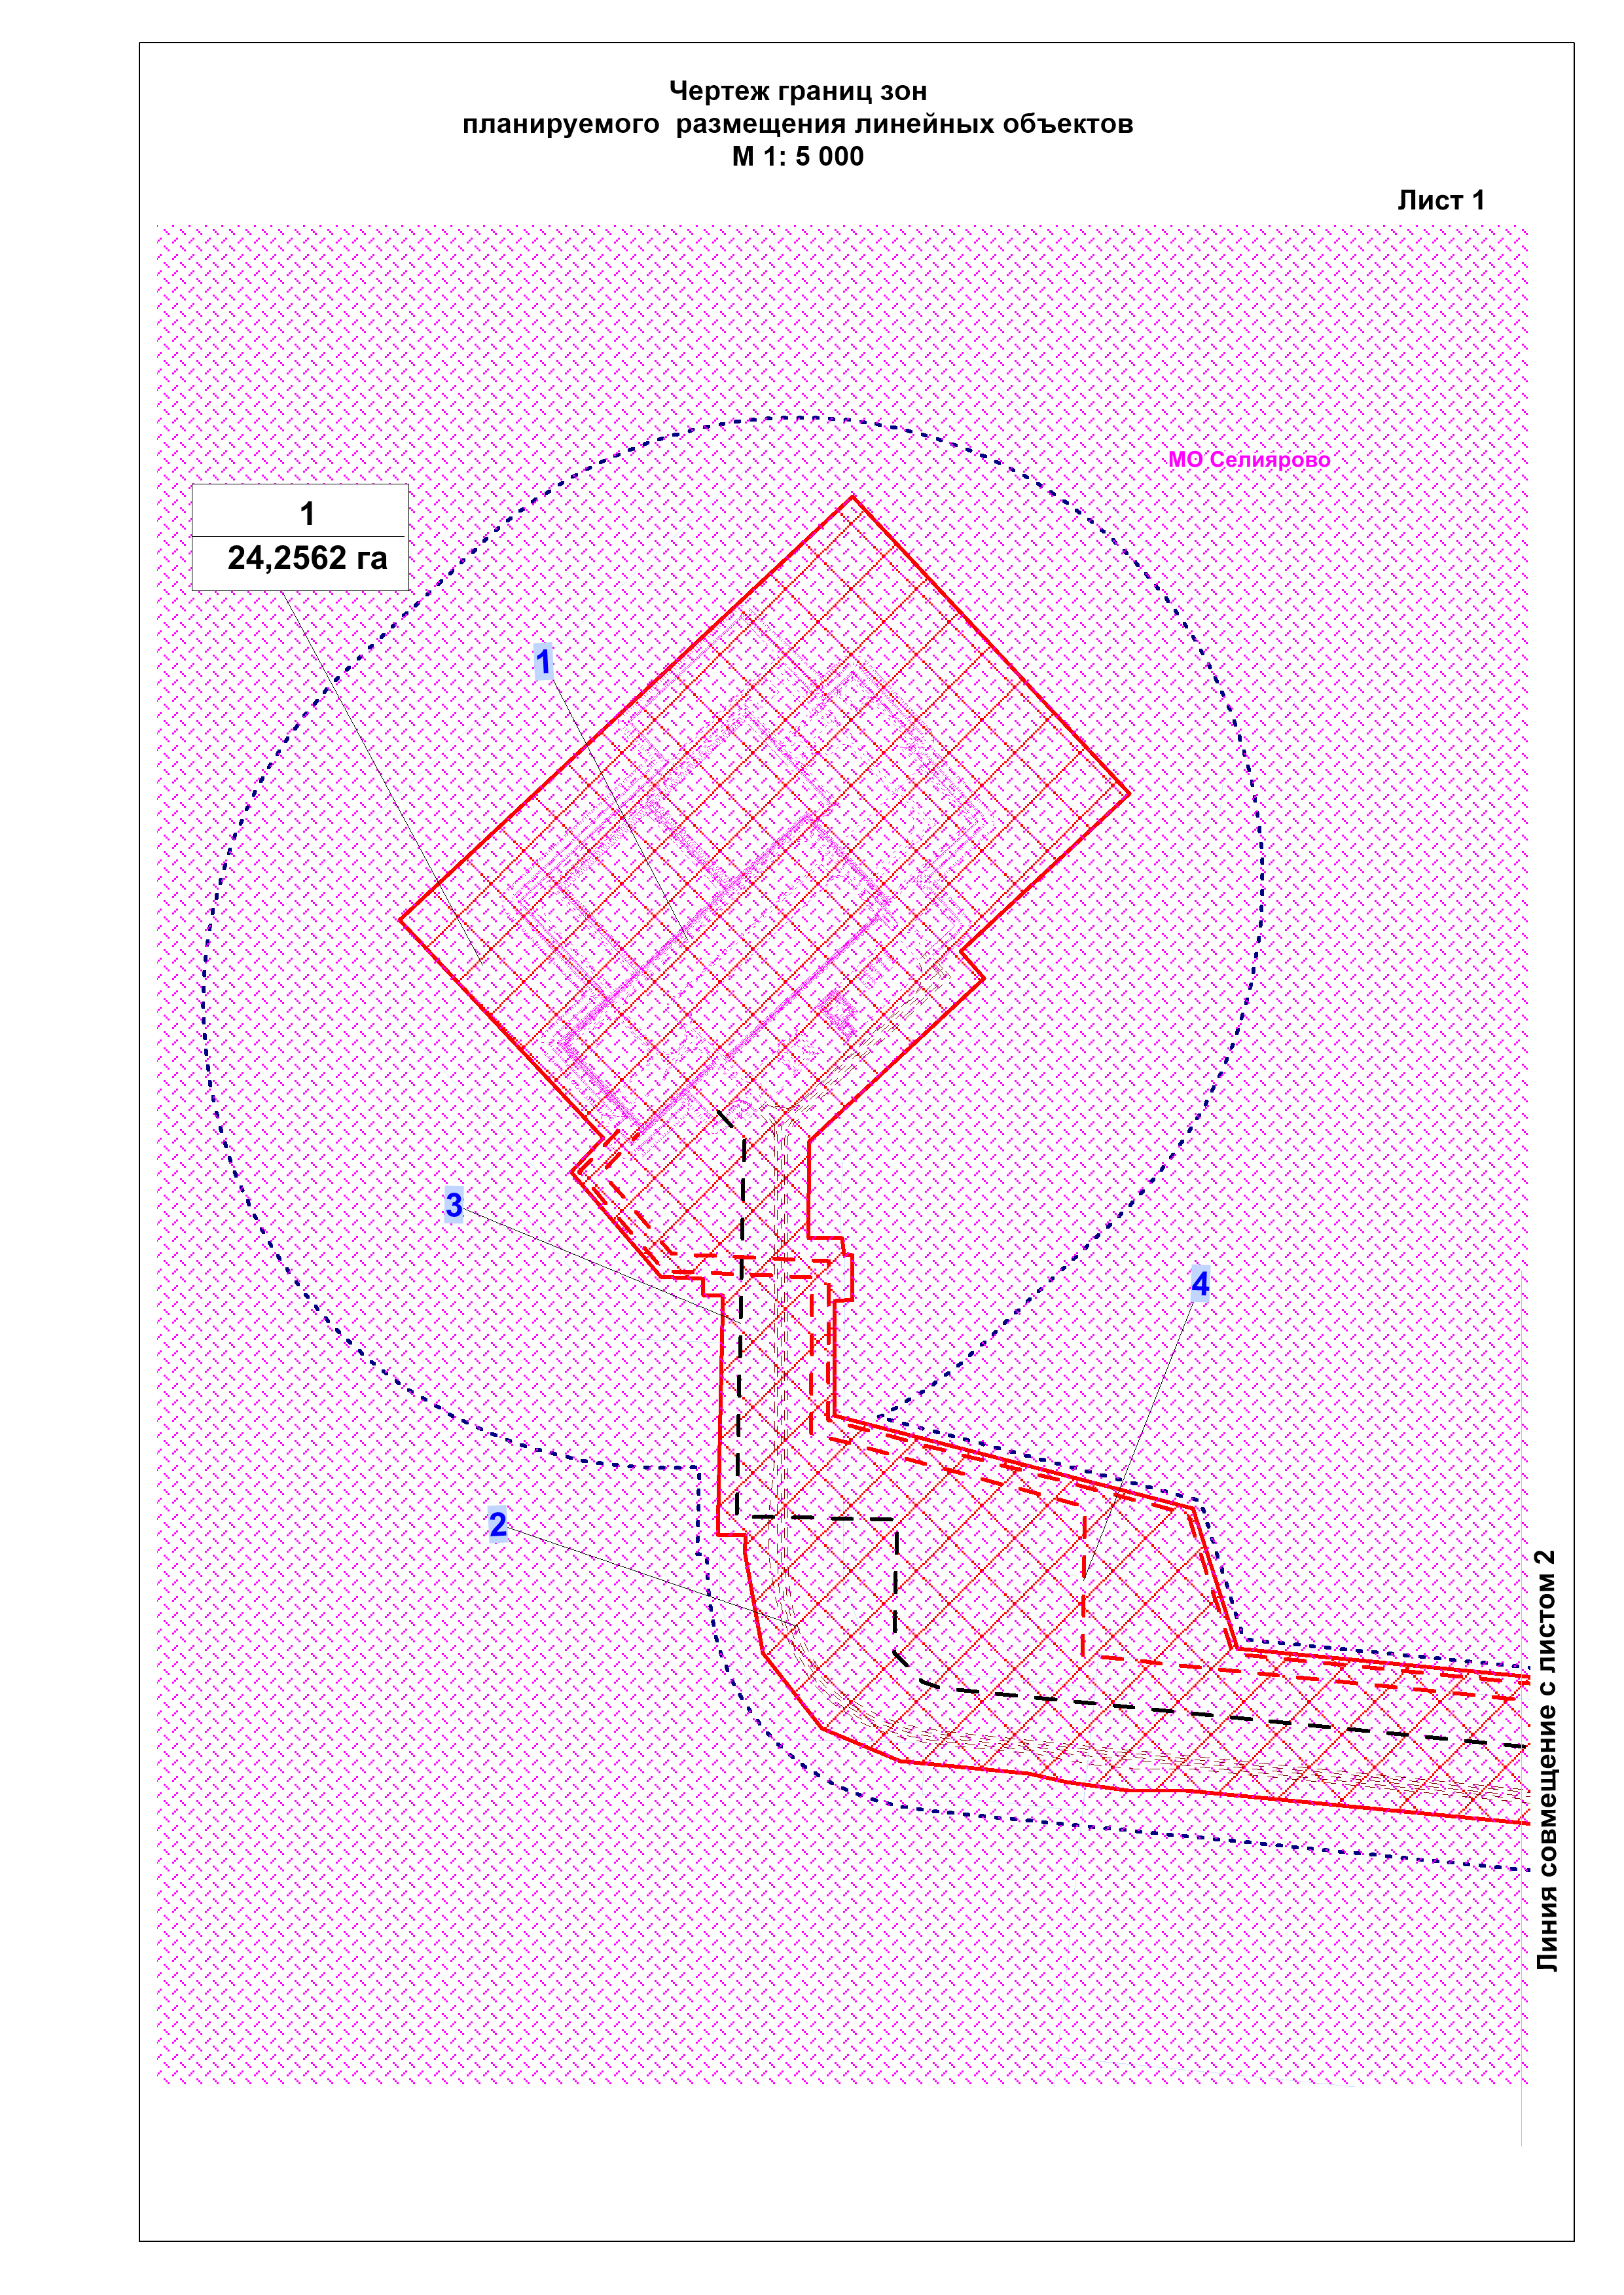 Чертеж границ зон
планируемого размещения линейных объектов
М 1: 5 000
Лист 1
МО Селиярово
1
24,2562 га
1
3
4
2
Линия совмещение с листом 2